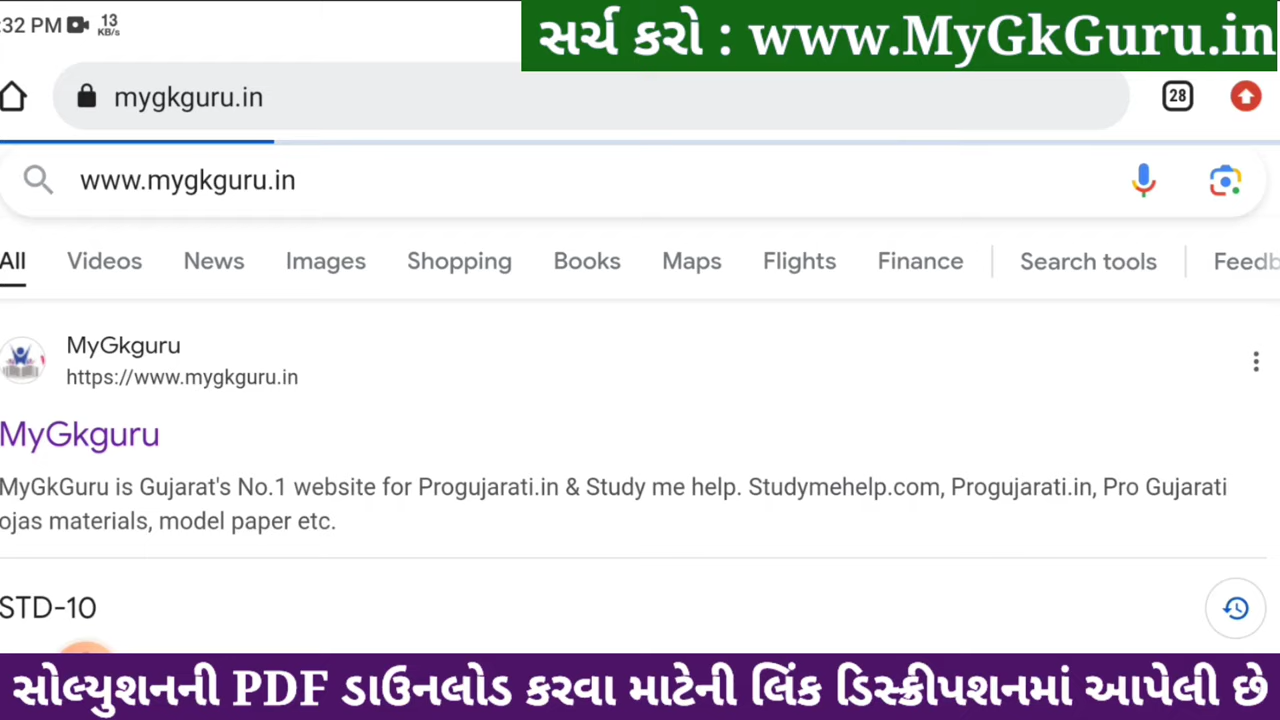 :32 PM 13 KB/s
સર્ચ કરો : www.MyGkGuru.in
mygkguru.in 28
www.mygkguru.in
All Videos News Images Shopping Books Maps Flights Finance Search tools Feedb
MyGkguru
https://www.mygkguru.in
MyGkguru
MyGkGuru is Gujarat's No.1 website for Progujarati.in & Study me help. Studymehelp.com, Progujarati.in, Pro Gujarati
ojas materials, model paper etc.
STD-10
સોલ્યુશનની PDF ડાઉનલોડ કરવા માટેની લિંક ડિસ્ક્રીપશનમાં આપેલી છે